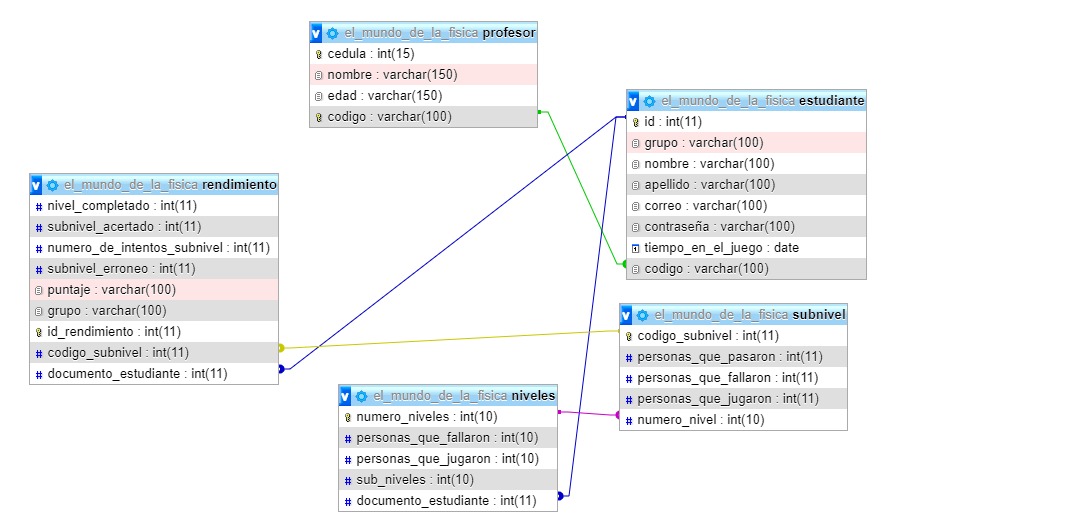 el_mundo_de_la_fisica profesor
cedula : int(15)
nombre : varchar(150)
edad : varchar(150)
codigo : varchar(100)
el_mundo_de_la_fisica estudiante
id : int(11)
grupo : varchar(100)
nombre : varchar(100)
apellido : varchar(100)
correo : varchar(100)
contraseña : varchar(100)
tiempo_en_el_juego : date
codigo : varchar(100)
el_mundo_de_la_fisica rendimiento
nivel_completado : int(11)
subnivel_acertado : int(11)
numero_de_intentos_subnivel : int(11)
subnivel_erroneo : int(11)
puntaje : varchar(100)
grupo : varchar(100)
id_rendimiento : int(11)
codigo_subnivel : int(11)
documento_estudiante : int(11)
el_mundo_de_la_fisica subnivel
codigo_subnivel : int(11)
personas_que_pasaron : int(11)
personas_que_fallaron : int(11)
personas_que_jugaron : int(11)
numero_nivel : int(10)
el_mundo_de_la_fisica niveles
numero_niveles : int(10)
personas_que_fallaron : int(10)
personas_que_jugaron : int(10)
sub_niveles : int(10)
documento_estudiante : int(11)